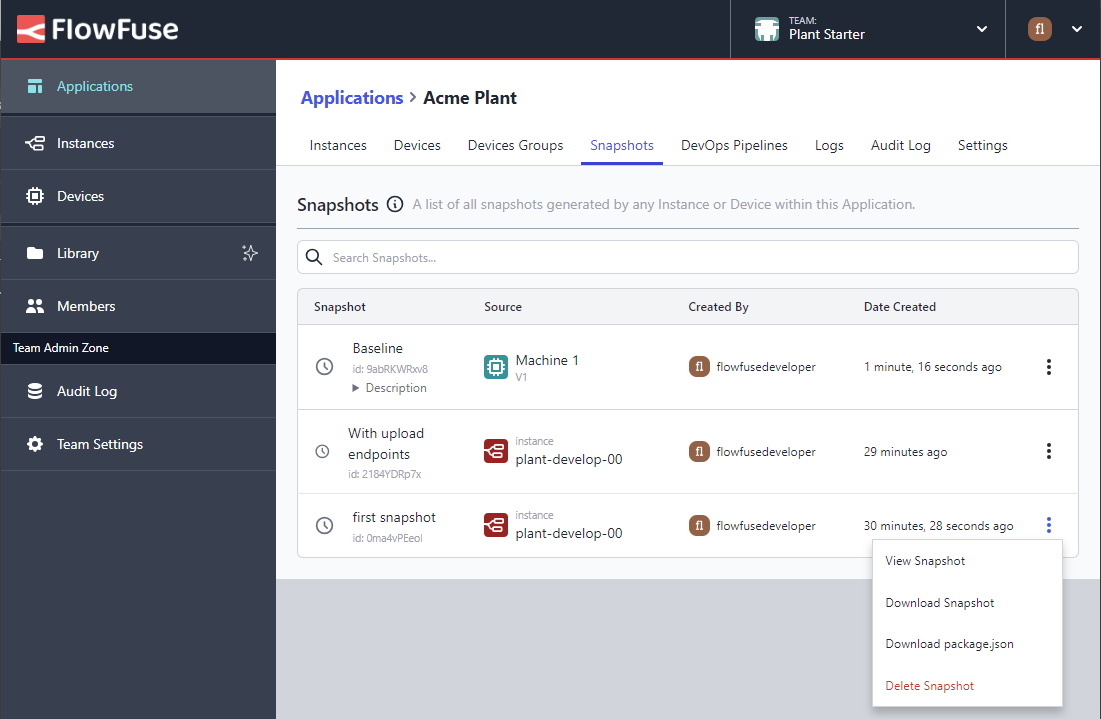 FlowFuse
TEAM:
Plant Starter
fl
Applications
Instances
Devices
Library
Members
Team Admin Zone
Audit Log
Team Settings
Applications > Acme Plant
Instances Devices Devices Groups Snapshots DevOps Pipelines Logs Audit Log Settings
Snapshots A list of all snapshots generated by any Instance or Device within this Application.
Search Snapshots...
Snapshot Source Created By Date Created
Baseline
id: 9abRKWRxv8
Description
Machine 1
V1
fl flowfusedeveloper
1 minute, 16 seconds ago
With upload
endpoints
id: 2184YDRp7x
instance
plant-develop-00
fl flowfusedeveloper
29 minutes ago
first snapshot
id: 0ma4vPEeol
instance
plant-develop-00
fl flowfusedeveloper
30 minutes, 28 seconds ago
View Snapshot
Download Snapshot
Download package.json
Delete Snapshot